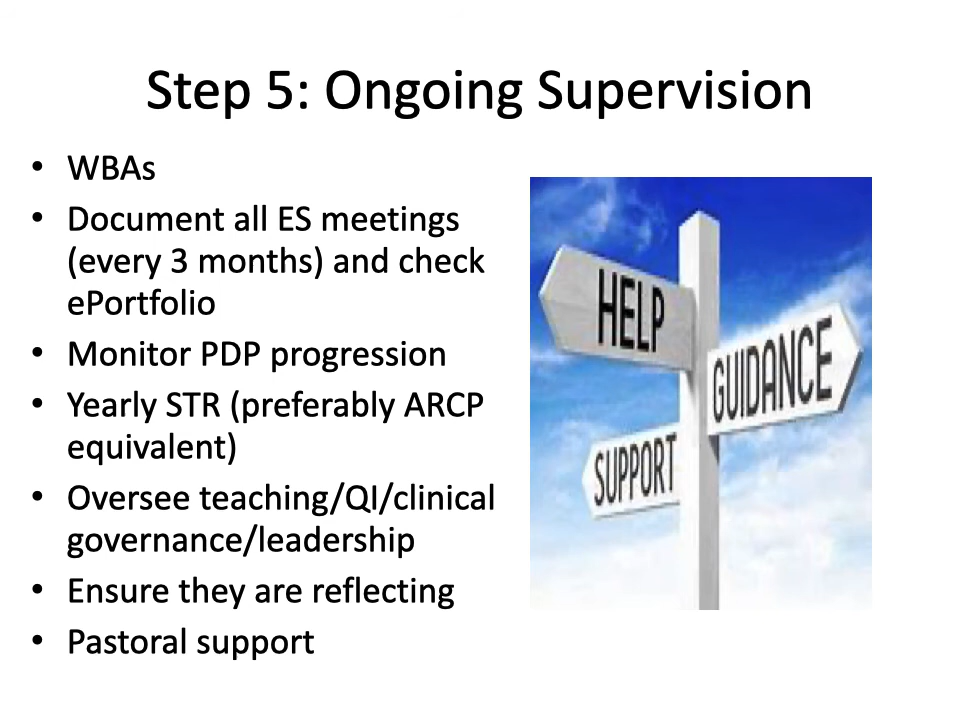 Step 5: Ongoing Supervision
• WBAs
• Document all ES meetings
(every 3 months) and check
ePortfolio
• Monitor PDP progression
• Yearly STR (preferably ARCP
equivalent)
• Oversee teaching/QI/clinical
governance/leadership
• Ensure they are reflecting
• Pastoral support
HELP
GUIDANCE
SUPPORT